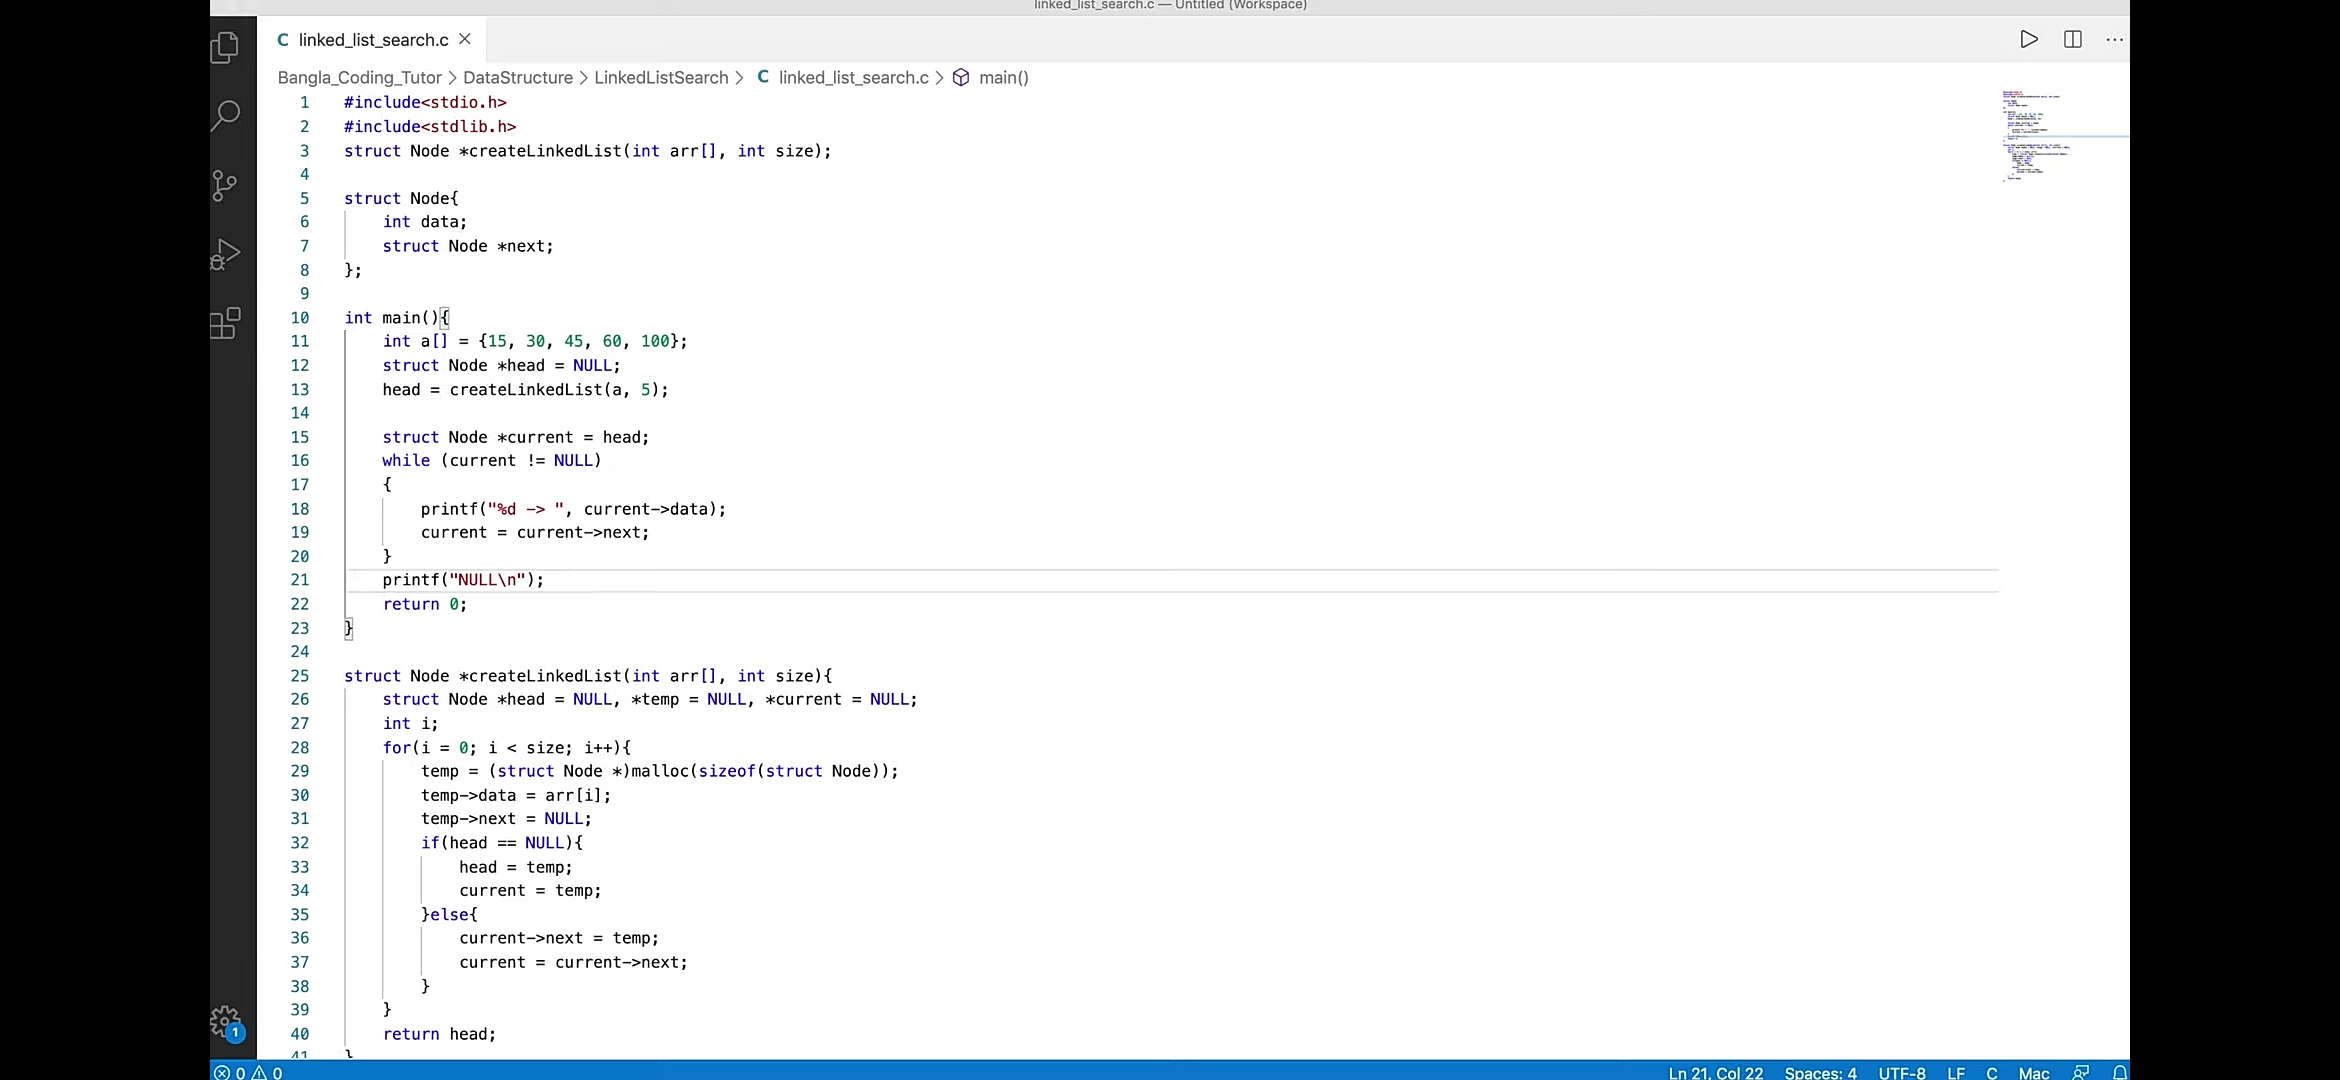 linked_list_search.c — Untitled (Workspace)
C linked_list_search.c
Bangla_Coding_Tutor > DataStructure > LinkedListSearch > C linked_list_search.c > main()
1 #include<stdio.h>
2 #include<stdlib.h>
3 struct Node *createLinkedList(int arr[], int size);
4
5 struct Node{
6     int data;
7     struct Node *next;
8 };
9
10 int main(){
11     int a[] = {15, 30, 45, 60, 100};
12     struct Node *head = NULL;
13     head = createLinkedList(a, 5);
14
15     struct Node *current = head;
16     while (current != NULL)
17     {
18         printf("%d -> ", current->data);
19         current = current->next;
20     }
21     printf("NULL\n");
22     return 0;
23 }
24
25 struct Node *createLinkedList(int arr[], int size){
26     struct Node *head = NULL, *temp = NULL, *current = NULL;
27     int i;
28     for(i = 0; i < size; i++){
29         temp = (struct Node *)malloc(sizeof(struct Node));
30         temp->data = arr[i];
31         temp->next = NULL;
32         if(head == NULL){
33             head = temp;
34             current = temp;
35         }else{
36             current->next = temp;
37             current = current->next;
38         }
39     }
40     return head;
41 }
1
0 0 Ln 21, Col 22 Spaces: 4 UTF-8 LF C Mac